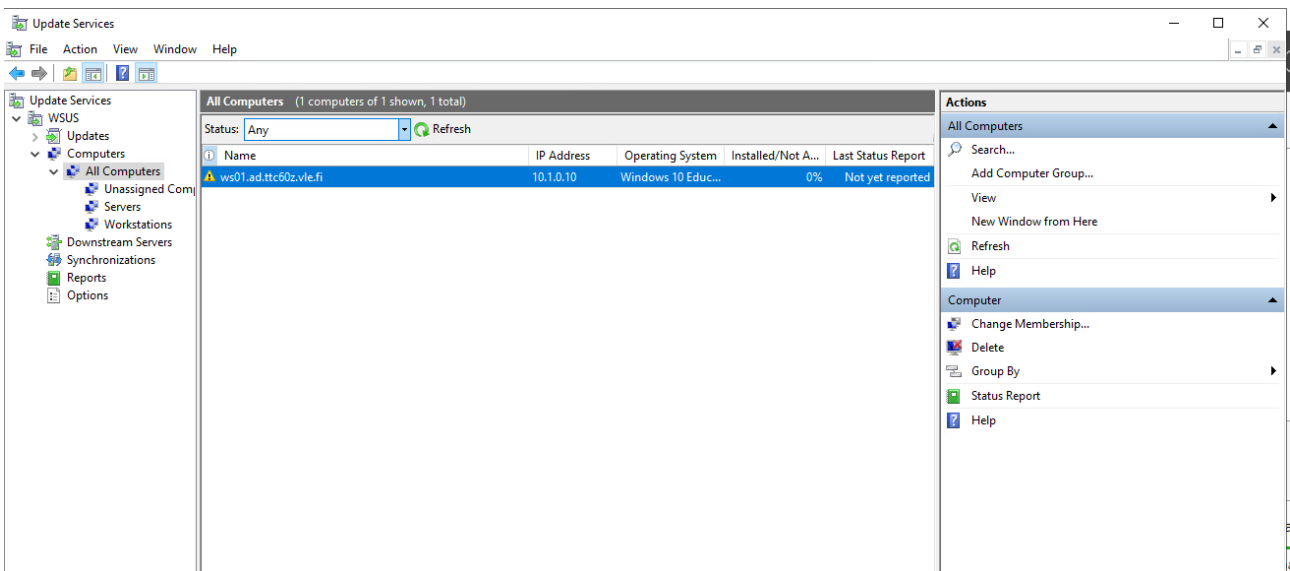 Update Services
File Action View Window Help
Update Services
WSUS
Updates
Computers
All Computers
Unassigned Comp
Servers
Workstations
Downstream Servers
Synchronizations
Reports
Options
All Computers (1 computers of 1 shown, 1 total)
Status: Any Refresh
Name IP Address Operating System Installed/Not A... Last Status Report
ws01.ad.ttc60z.vle.fi 10.1.0.10 Windows 10 Educ... 0% Not yet reported
Actions
All Computers
Search...
Add Computer Group...
View
New Window from Here
Refresh
Help
Computer
Change Membership...
Delete
Group By
Status Report
Help